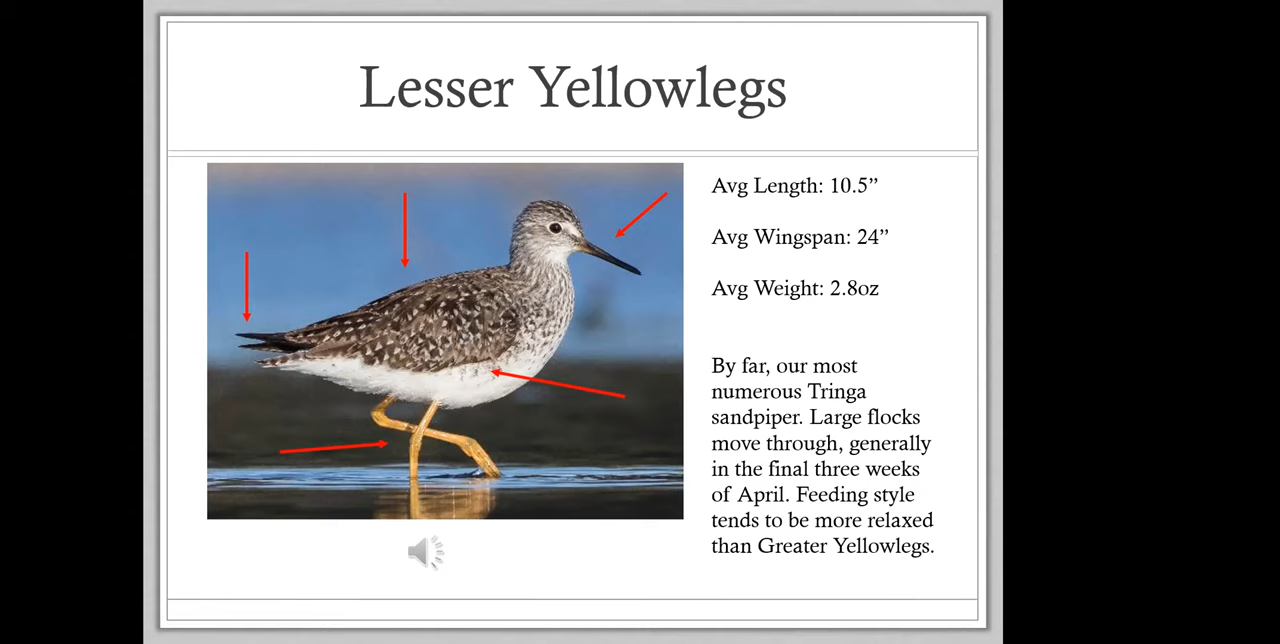 Lesser Yellowlegs
Avg Length: 10.5”
Avg Wingspan: 24”
Avg Weight: 2.8oz
By far, our most
numerous Tringa
sandpiper. Large flocks
move through, generally
in the final three weeks
of April. Feeding style
tends to be more relaxed
than Greater Yellowlegs.